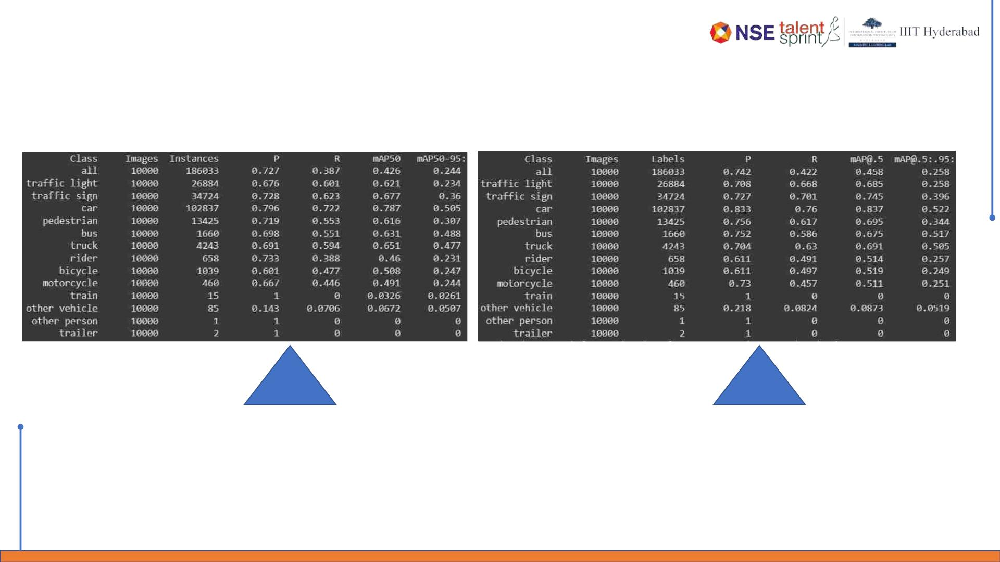 NSE talent sprint
INTERNATIONAL INSTITUTE OF
INFORMATION TECHNOLOGY
HYDERABAD
MACHINE LEARNING LAB
IIIT Hyderabad
Class Images Instances P R mAP50 mAP50-95:
all 10000 186033 0.727 0.387 0.426 0.244
traffic light 10000 26884 0.676 0.601 0.621 0.234
traffic sign 10000 34724 0.728 0.623 0.677 0.36
car 10000 102837 0.796 0.722 0.787 0.505
pedestrian 10000 13425 0.719 0.553 0.616 0.307
bus 10000 1660 0.698 0.551 0.631 0.488
truck 10000 4243 0.691 0.594 0.651 0.477
rider 10000 658 0.733 0.388 0.46 0.231
bicycle 10000 1039 0.601 0.477 0.508 0.247
motorcycle 10000 460 0.667 0.446 0.491 0.244
train 10000 15 1 0 0.0326 0.0261
other vehicle 10000 85 0.143 0.0706 0.0672 0.0507
other person 10000 1 1 0 0 0
trailer 10000 2 1 0 0 0
Class Images Labels P R mAP@.5 mAP@.5:.95:
all 10000 186033 0.742 0.422 0.458 0.258
traffic light 10000 26884 0.708 0.668 0.685 0.258
traffic sign 10000 34724 0.727 0.701 0.745 0.396
car 10000 102837 0.833 0.76 0.837 0.522
pedestrian 10000 13425 0.756 0.617 0.695 0.344
bus 10000 1660 0.752 0.586 0.675 0.517
truck 10000 4243 0.704 0.63 0.691 0.505
rider 10000 658 0.611 0.491 0.514 0.257
bicycle 10000 1039 0.611 0.497 0.519 0.249
motorcycle 10000 460 0.73 0.457 0.511 0.251
train 10000 15 1 0 0 0
other vehicle 10000 85 0.218 0.0824 0.0873 0.0519
other person 10000 1 1 0 0 0
trailer 10000 2 1 0 0 0